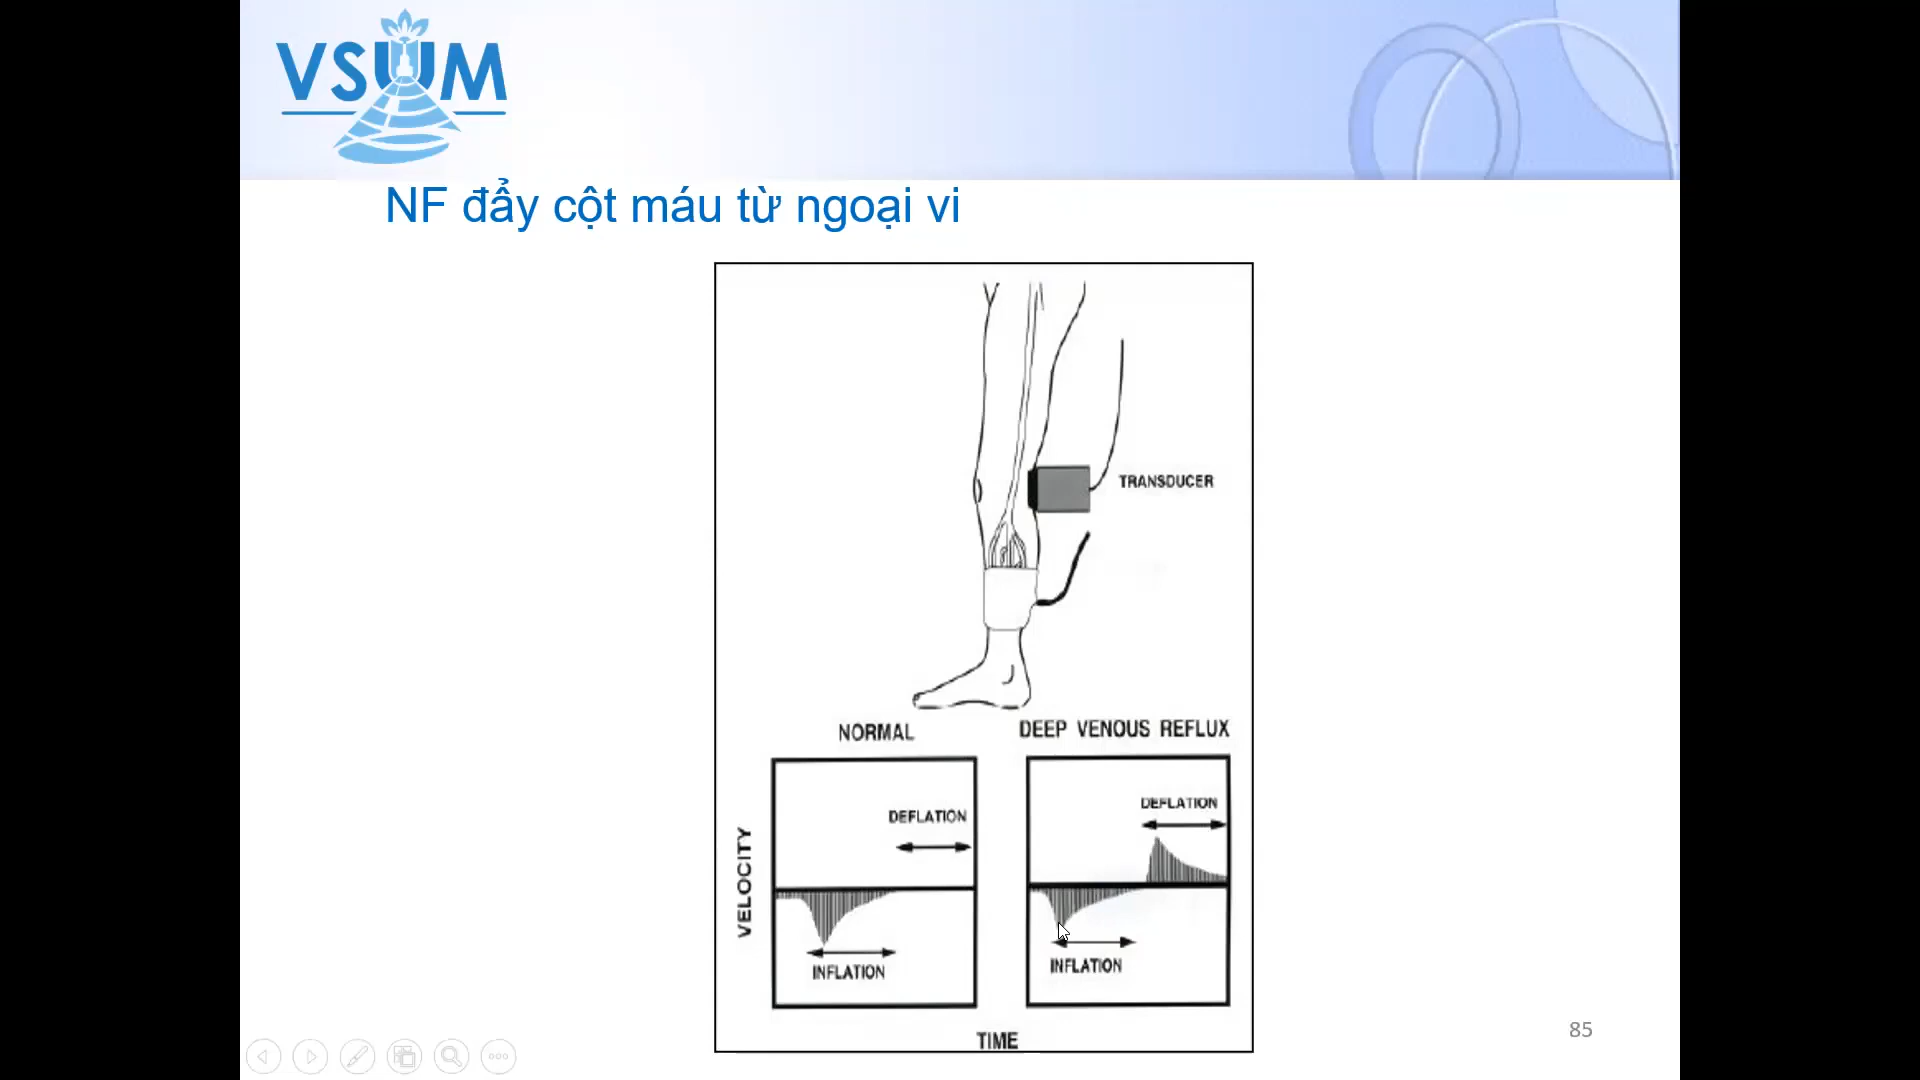 VSUM
NF đẩy cột máu từ ngoại vi
TRANSDUCER
NORMAL
DEEP VENOUS REFLUX
DEFLATION
DEFLATION
VELOCITY
INFLATION
INFLATION
TIME
85